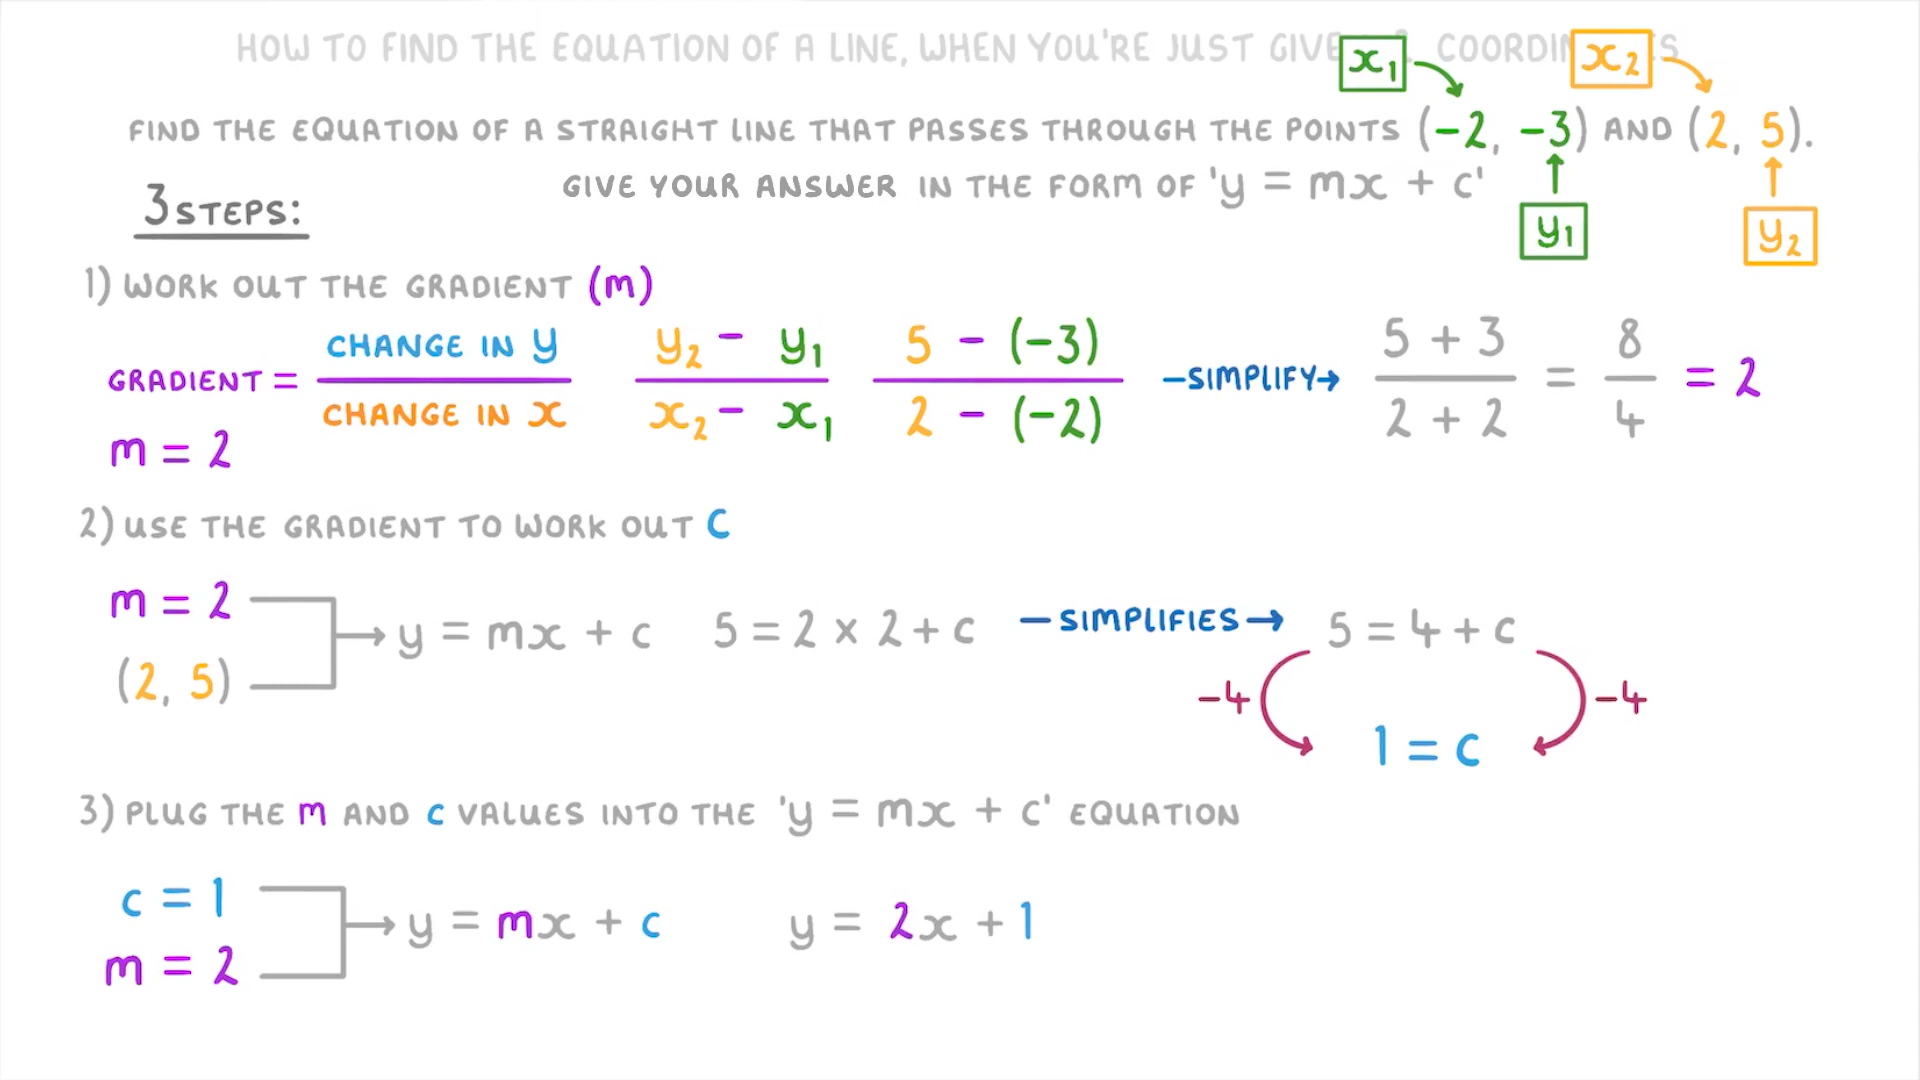 HOW TO FIND THE EQUATION OF A LINE, WHEN YOU'RE JUST
x₁ x₂
FIND THE EQUATION OF A STRAIGHT LINE THAT PASSES THROUGH THE POINTS (-2, -3) AND (2, 5).
GIVE YOUR ANSWER IN THE FORM OF 'y = mx + c'
y₁ y₂
3 STEPS:
1) WORK OUT THE GRADIENT (m)
GRADIENT = CHANGE IN y / CHANGE IN x y₂ - y₁ / x₂ - x₁ 5 - (-3) / 2 - (-2) -SIMPLIFY→ 5 + 3 / 2 + 2 = 8 / 4 = 2
m = 2
2) USE THE GRADIENT TO WORK OUT C
m = 2
(2, 5)
→ y = mx + c 5 = 2 × 2 + c -SIMPLIFIES→ 5 = 4 + c
-4 -4
1 = c
3) PLUG THE m AND c VALUES INTO THE 'y = mx + c' EQUATION
c = 1
m = 2
→ y = mx + c y = 2x + 1